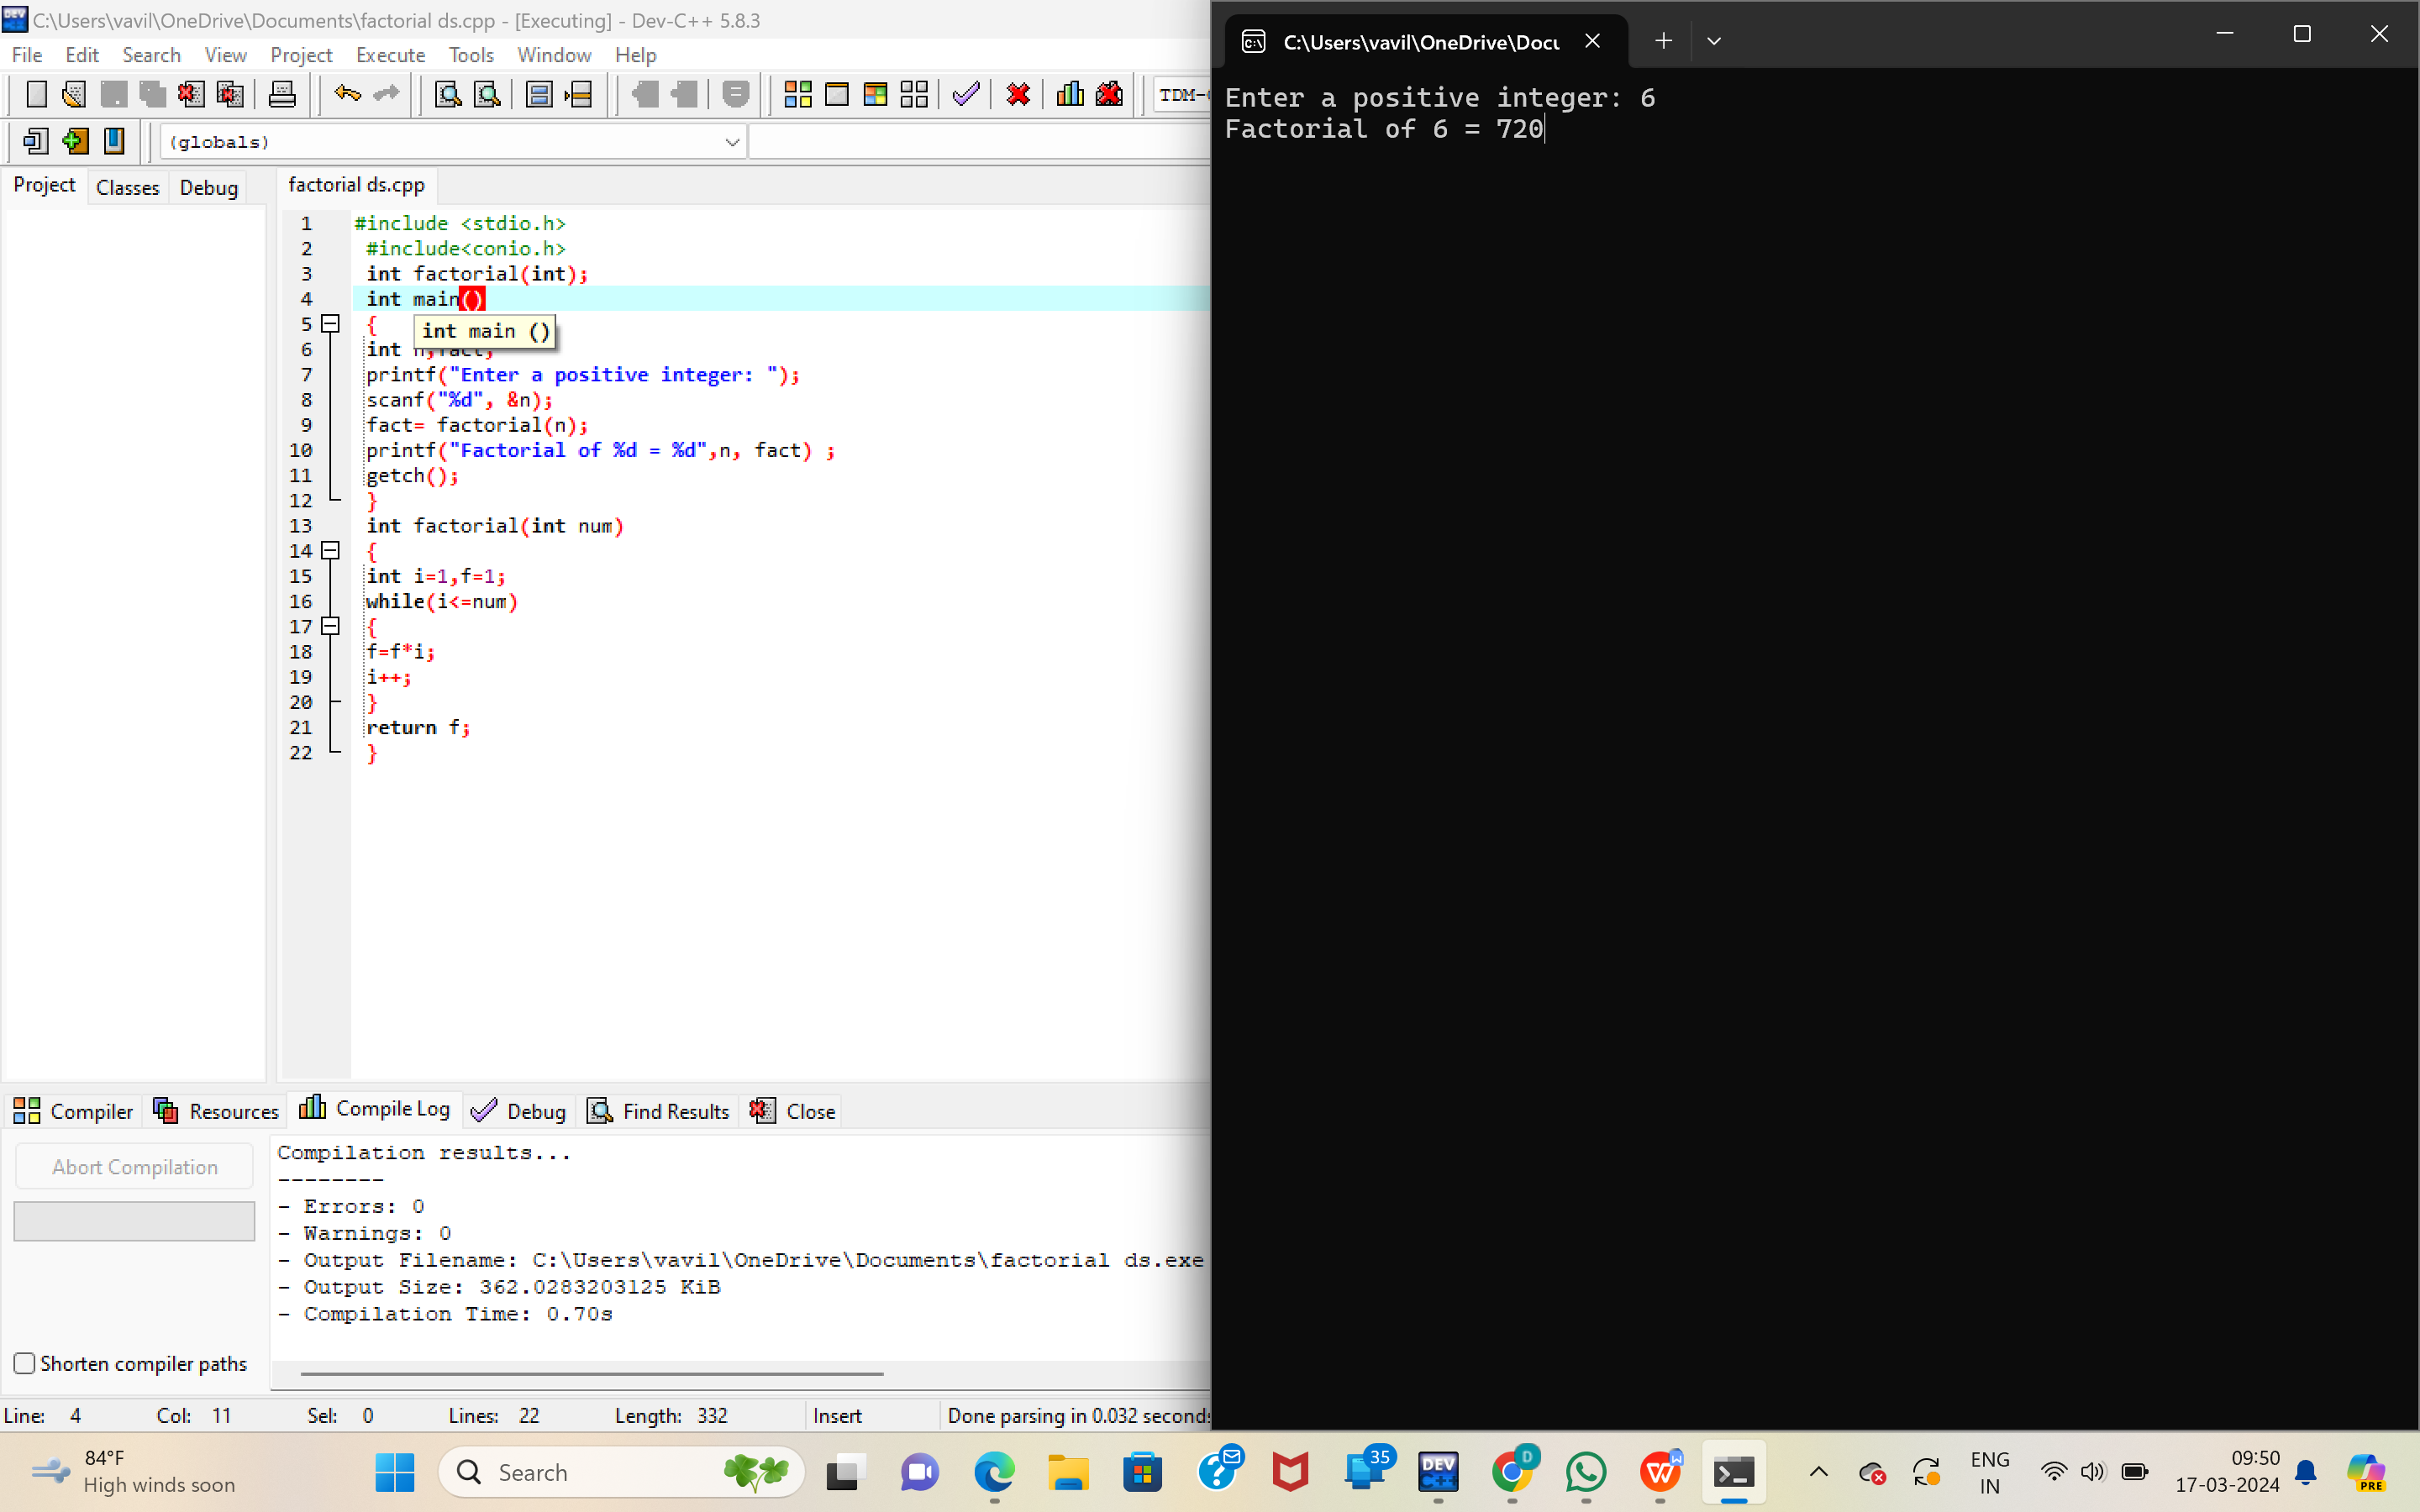 C:\Users\vavil\OneDrive\Documents\factorial ds.cpp - [Executing] - Dev-C++ 5.8.3
File Edit Search View Project Execute Tools Window Help
TDM-
(globals)
Project Classes Debug
factorial ds.cpp
1 #include <stdio.h>
2 #include<conio.h>
3 int factorial(int);
4 int main()
5 {
int main ()
6 int n,fact;
7 printf("Enter a positive integer: ");
8 scanf("%d", &n);
9 fact= factorial(n);
10 printf("Factorial of %d = %d",n, fact) ;
11 getch();
12 }
13 int factorial(int num)
14 {
15 int i=1,f=1;
16 while(i<=num)
17 {
18 f=f*i;
19 i++;
20 }
21 return f;
22 }
Compiler Resources Compile Log Debug Find Results Close
Abort Compilation
Shorten compiler paths
Compilation results...
--------
- Errors: 0
- Warnings: 0
- Output Filename: C:\Users\vavil\OneDrive\Documents\factorial ds.exe
- Output Size: 362.0283203125 KiB
- Compilation Time: 0.70s
Line: 4 Col: 11 Sel: 0 Lines: 22 Length: 332 Insert Done parsing in 0.032 seconds
C:\Users\vavil\OneDrive\Docu
Enter a positive integer: 6
Factorial of 6 = 720
84°F
High winds soon
Search
35
DEV
C++
D
W
ENG
IN
09:50
17-03-2024
PRE